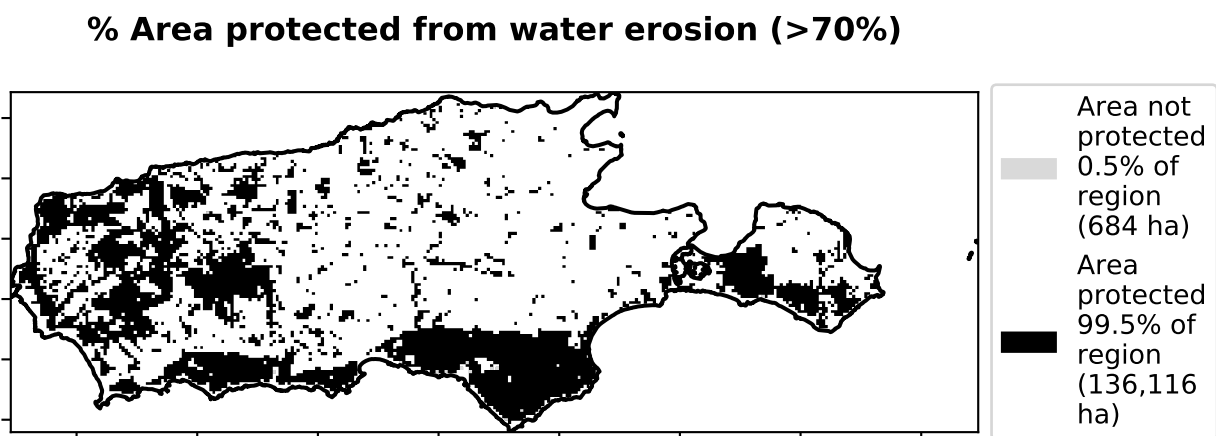 % Area protected from water erosion (>70%)
Area not
protected
0.5% of
region
(684 ha)
Area
protected
99.5% of
region
(136,116
ha)